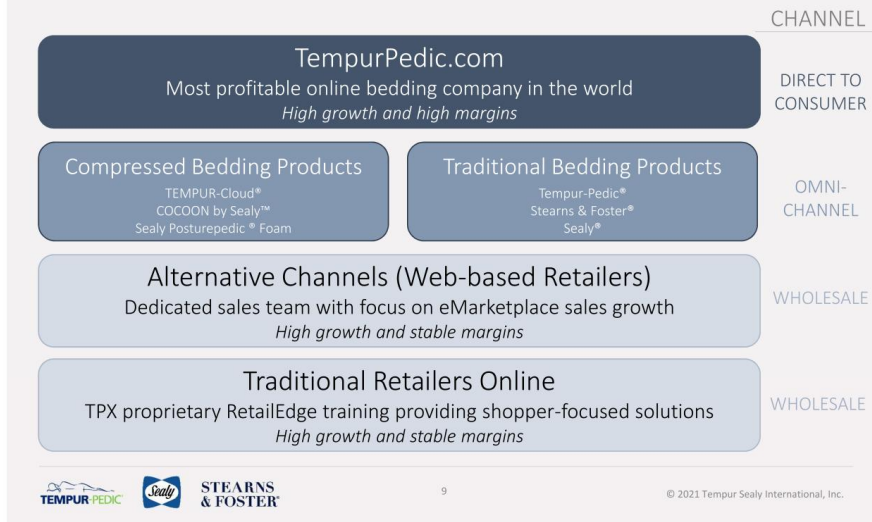 CHANNEL
TempurPedic.com
Most profitable online bedding company in the world
High growth and high margins
DIRECT TO
CONSUMER
Compressed Bedding Products
TEMPUR-Cloud®
COCOON by Sealy™
Sealy Posturepedic ® Foam
Traditional Bedding Products
Tempur-Pedic®
Stearns & Foster®
Sealy®
OMNI-
CHANNEL
Alternative Channels (Web-based Retailers)
Dedicated sales team with focus on eMarketplace sales growth
High growth and stable margins
WHOLESALE
Traditional Retailers Online
TPX proprietary RetailEdge training providing shopper-focused solutions
High growth and stable margins
WHOLESALE
TEMPUR-PEDIC
Sealy
STEARNS
& FOSTER®
9
© 2021 Tempur Sealy International, Inc.